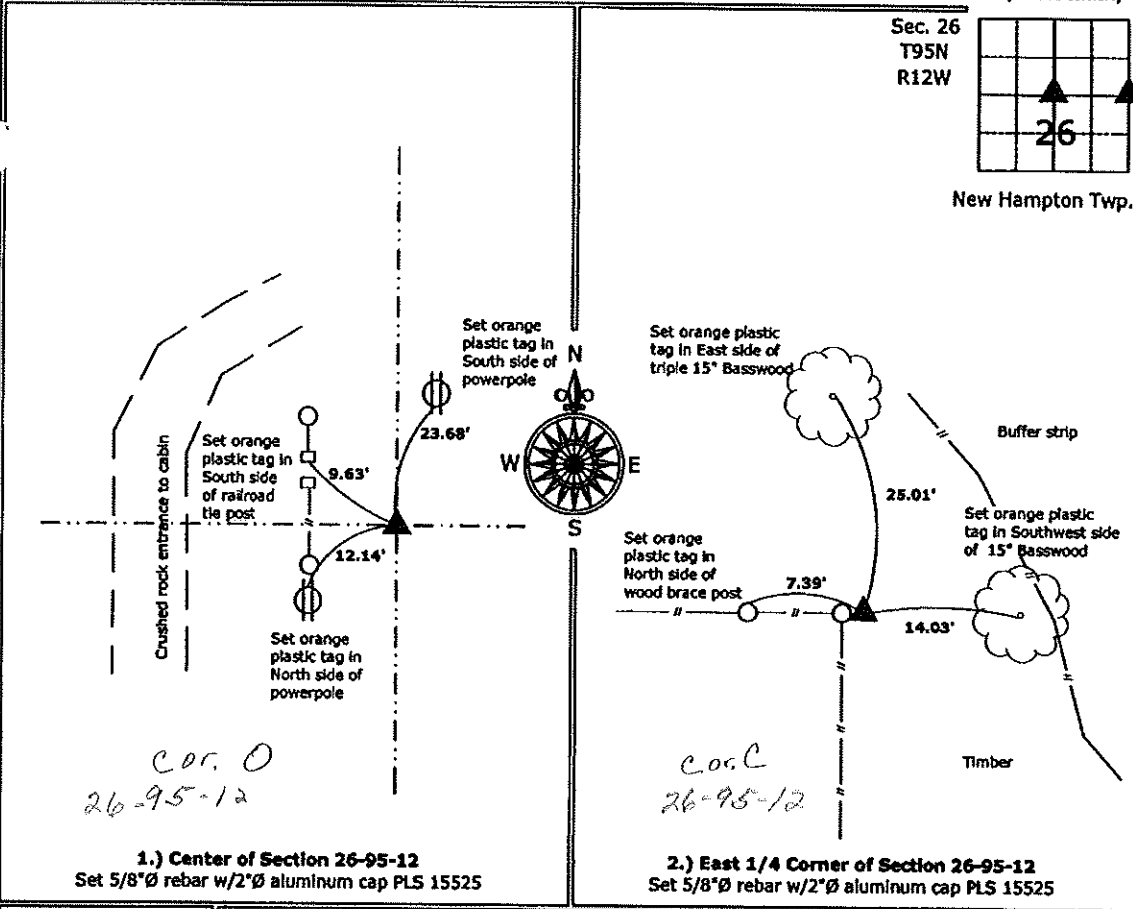 Sec. 26
T95N
R12W
26
New Hampton Twp.
Set orange
plastic tag in
South side of
powerpole
23.68'
Set orange
plastic tag in
South side
of railroad
tie post
9.63'
12.14'
Crushed rock entrance to cabin
Set orange
plastic tag in
North side of
powerpole
Cor. O
26-95-12
1.) Center of Section 26-95-12
Set 5/8"Ø rebar w/2"Ø aluminum cap PLS 15525
N
W
E
S
Set orange plastic
tag in East side of
triple 15" Basswood
Buffer strip
25.01'
Set orange plastic
tag in Southwest side
of 15" Basswood
Set orange
plastic tag in
North side of
wood brace post
7.39'
14.03'
Timber
Cor. C
26-95-12
2.) East 1/4 Corner of Section 26-95-12
Set 5/8"Ø rebar w/2"Ø aluminum cap PLS 15525